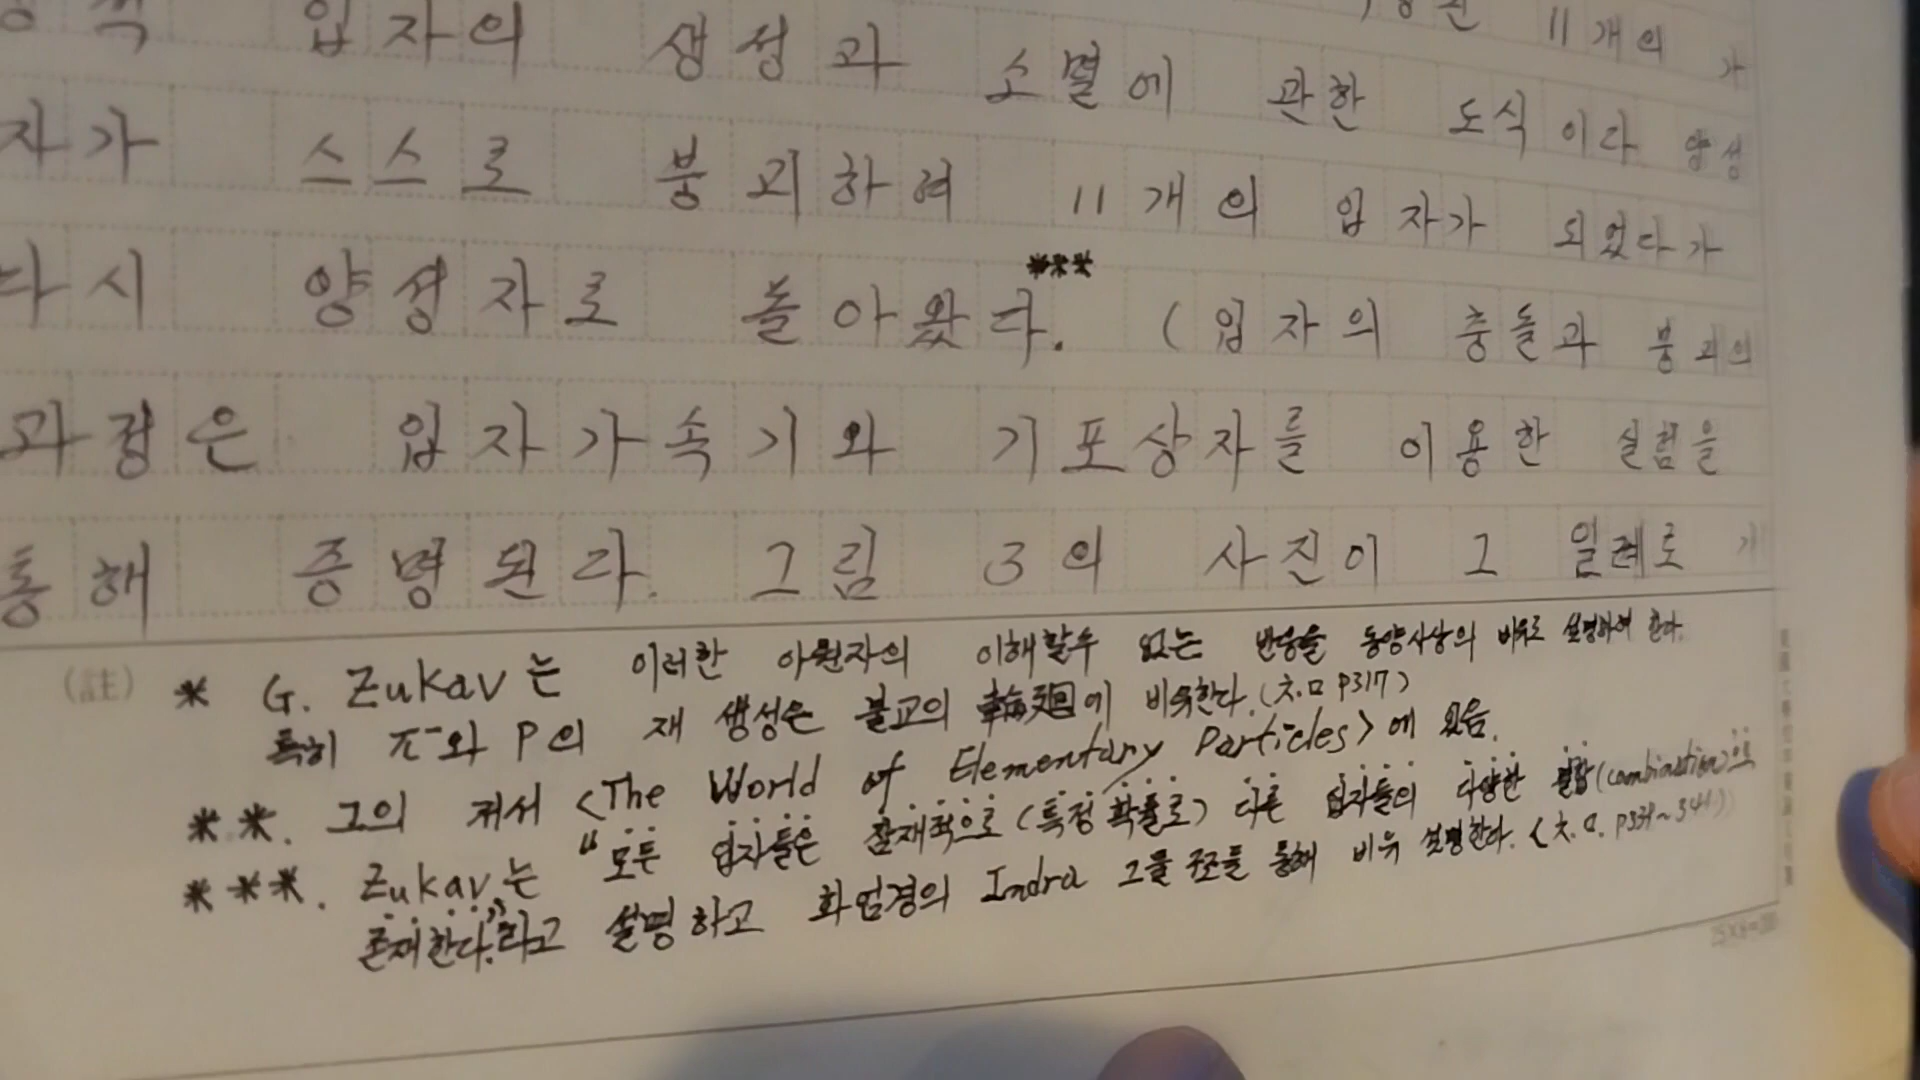 입자의 생성과 소멸에 관한 도식이다 양성
자가 스스로 붕괴하여 11개의 입자가 되었다가
다시 양성자로 돌아왔다.*** (입자의 충돌과 붕괴의
과정은 입자가속기와 기포상자를 이용한 실험을
통해 증명된다. 그림 3의 사진이 그 일례로
(註) * G. Zukav는 이러한 아원자의 이해할수 없는 반응을 동양사상의 비유로 설명하여 한다.
특히 π⁻와 P의 재 생성은 불교의 輪廻에 비유한다. (ㅊ.ㅁ P317)
**. 그의 저서 <The World of Elementary Particles>에 있음.
***. Zukav는 "모든 입자들은 잠재적으로 (특정 확률로) 다른 입자들의 다양한 결합(combination)으로
존재한다."라고 설명하고 화엄경의 Indra 그물 구조를 통해 비유 설명한다. <ㅊ.ㅁ.